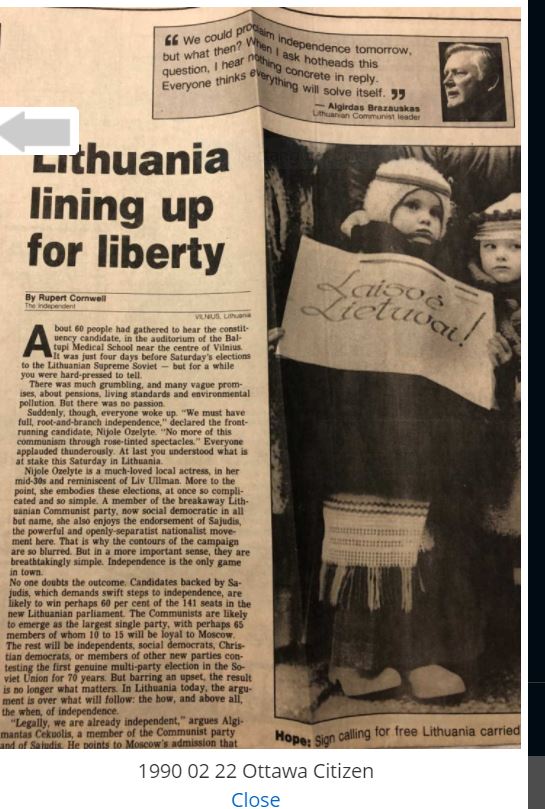 “ We could proclaim independence tomorrow,
but what then? When I ask hotheads this
question, I hear nothing concrete in reply.
Everyone thinks everything will solve itself. ”
— Algirdas Brazauskas
Lithuanian Communist leader
Lithuania
lining up
for liberty
By Rupert Cornwell
The Independent
VILNIUS, Lithuania
About 60 people had gathered to hear the constit-
uency candidate, in the auditorium of the Bal-
tupi Medical School near the centre of Vilnius.
It was just four days before Saturday's elections
to the Lithuanian Supreme Soviet — but for a while
you were hard-pressed to tell.
There was much grumbling, and many vague prom-
ises, about pensions, living standards and environmental
pollution. But there was no passion.
Suddenly, though, everyone woke up. “We must have
full, root-and-branch independence,” declared the front-
running candidate, Nijole Ozelyte. “No more of this
communism through rose-tinted spectacles.” Everyone
applauded thunderously. At last you understood what is
at stake this Saturday in Lithuania.
Nijole Ozelyte is a much-loved local actress, in her
mid-30s and reminiscent of Liv Ullman. More to the
point, she embodies these elections, at once so compli-
cated and so simple. A member of the breakaway Lith-
uanian Communist party, now social democratic in all
but name, she also enjoys the endorsement of Sajudis,
the powerful and openly-separatist nationalist move-
ment here. That is why the contours of the campaign
are so blurred. But in a more important sense, they are
breathtakingly simple. Independence is the only game
in town.
No one doubts the outcome. Candidates backed by Sa-
judis, which demands swift steps to independence, are
likely to win perhaps 60 per cent of the 141 seats in the
new Lithuanian parliament. The Communists are likely
to emerge as the largest single party, with perhaps 65
members of whom 10 to 15 will be loyal to Moscow.
The rest will be independents, social democrats, Chris-
tian democrats, or members of other new parties con-
testing the first genuine multi-party election in the So-
viet Union for 70 years. But barring an upset, the result
is no longer what matters. In Lithuania today, the argu-
ment is over what will follow: the how, and above all,
the when, of independence.
“Legally, we are already independent,” argues Algi-
mantas Cekuolis, a member of the Communist party
and of Sajudis. He points to Moscow's admission that
Laisvė
Lietuvai!
Hope: Sign calling for free Lithuania carried
1990 02 22 Ottawa Citizen
Close